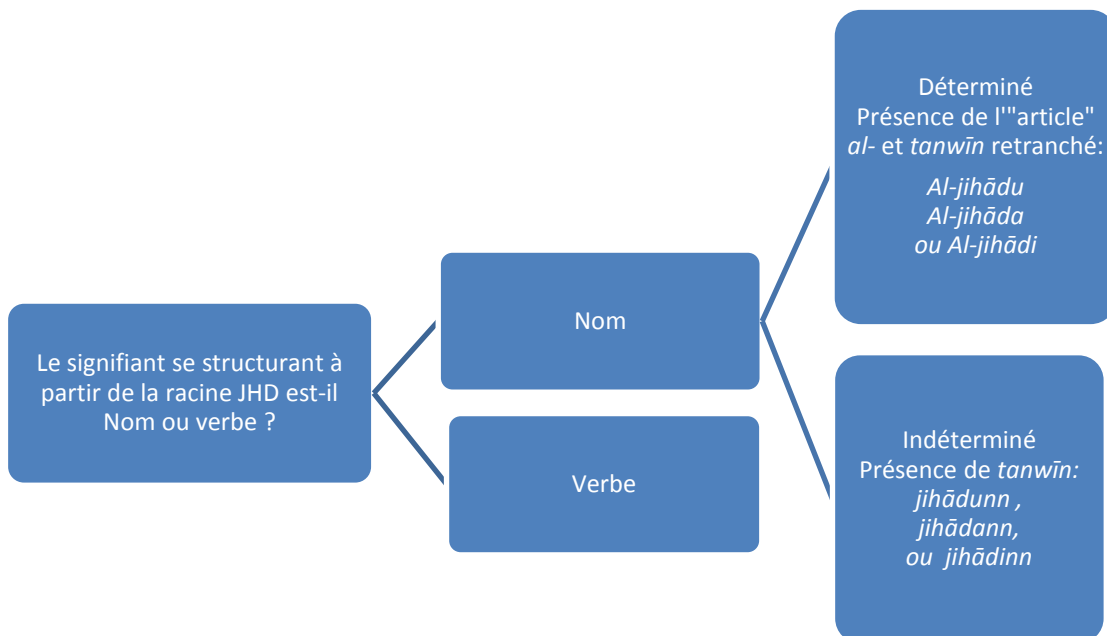 Le signifiant se structurant à
partir de la racine JHD est-il
Nom ou verbe ?
Nom
Verbe
Déterminé
Présence de l'"article"
al- et tanwīn retranché:
Al-jihādu
Al-jihāda
ou Al-jihādi
Indéterminé
Présence de tanwīn:
jihādunn ,
jihādann,
ou jihādinn